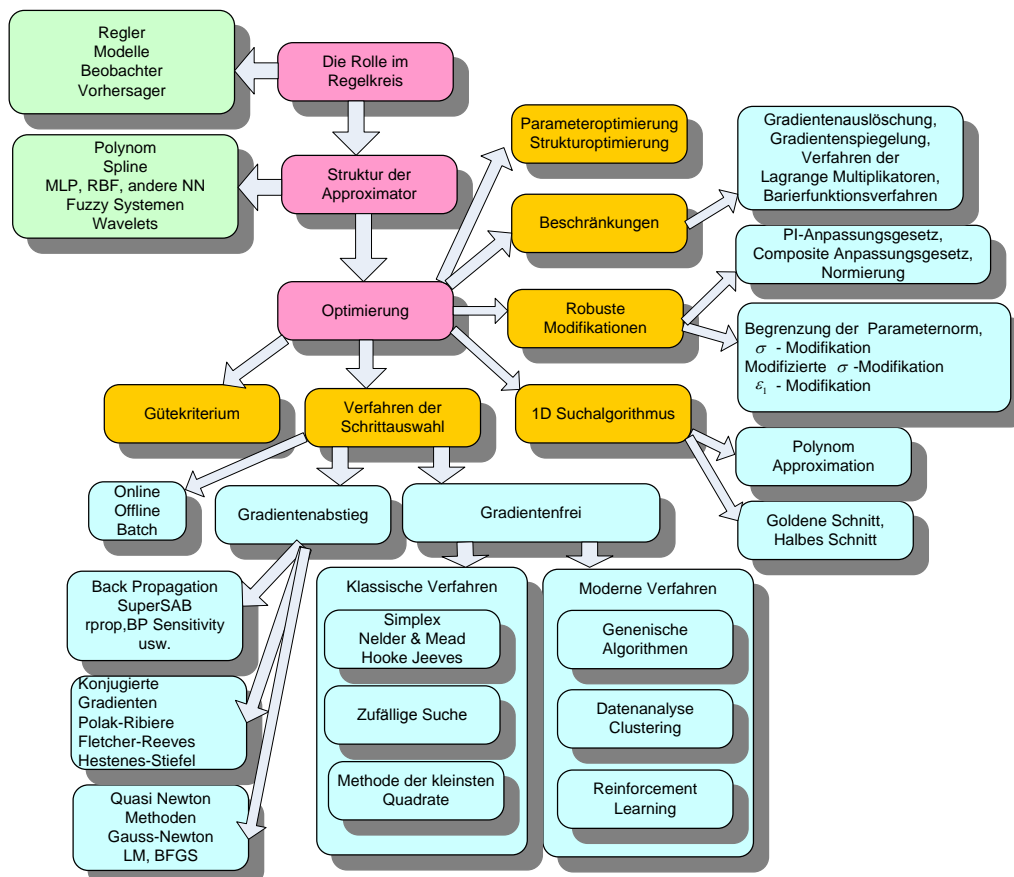 Regler
Modelle
Beobachter
Vorhersager
Die Rolle im
Regelkreis
Polynom
Spline
MLP, RBF, andere NN
Fuzzy Systemen
Wavelets
Struktur der
Approximator
Parameteroptimierung
Strukturoptimierung
Gradientenauslöschung,
Gradientenspiegelung,
Verfahren der
Lagrange Multiplikatoren,
Barierfunktionsverfahren
Beschränkungen
PI-Anpassungsgesetz,
Composite Anpassungsgesetz,
Normierung
Optimierung
Robuste
Modifikationen
Begrenzung der Parameternorm,
σ - Modifikation
Modifizierte σ -Modifikation
ε₁ - Modifikation
Gütekriterium
Verfahren der
Schrittauswahl
1D Suchalgorithmus
Polynom
Approximation
Goldene Schnitt,
Halbes Schnitt
Online
Offline
Batch
Gradientenabstieg
Gradientenfrei
Back Propagation
SuperSAB
rprop,BP Sensitivity
usw.
Konjugierte
Gradienten
Polak-Ribiere
Fletcher-Reeves
Hestenes-Stiefel
Quasi Newton
Methoden
Gauss-Newton
LM, BFGS
Klassische Verfahren
Simplex
Nelder & Mead
Hooke Jeeves
Zufällige Suche
Methode der kleinsten
Quadrate
Moderne Verfahren
Genenische
Algorithmen
Datenanalyse
Clustering
Reinforcement
Learning